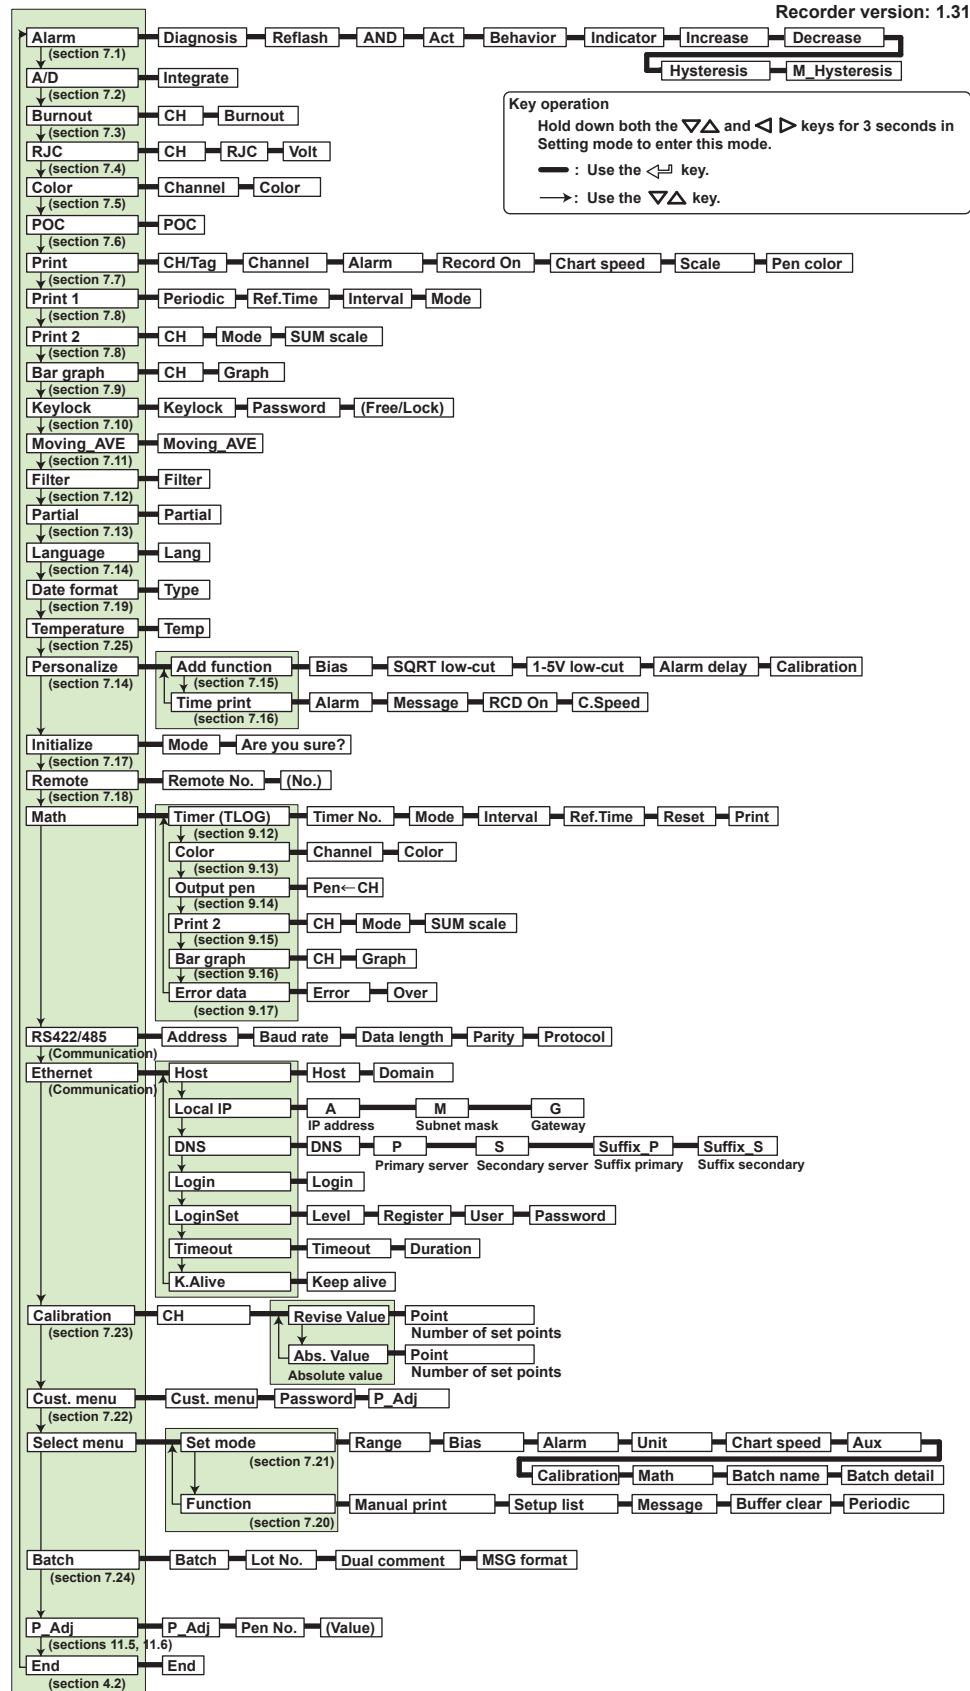 Recorder version: 1.31
Alarm Diagnosis Reflash AND Act Behavior Indicator Increase Decrease
(section 7.1)
Hysteresis M_Hysteresis
A/D Integrate
(section 7.2)
Key operation
Hold down both the ▽△ and ◁ ▷ keys for 3 seconds in
Setting mode to enter this mode.
: Use the key.
: Use the ▽△ key.
Burnout CH Burnout
(section 7.3)
RJC CH RJC Volt
(section 7.4)
Color Channel Color
(section 7.5)
POC POC
(section 7.6)
Print CH/Tag Channel Alarm Record On Chart speed Scale Pen color
(section 7.7)
Print 1 Periodic Ref.Time Interval Mode
(section 7.8)
Print 2 CH Mode SUM scale
(section 7.8)
Bar graph CH Graph
(section 7.9)
Keylock Keylock Password (Free/Lock)
(section 7.10)
Moving_AVE Moving_AVE
(section 7.11)
Filter Filter
(section 7.12)
Partial Partial
(section 7.13)
Language Lang
(section 7.14)
Date format Type
(section 7.19)
Temperature Temp
(section 7.25)
Personalize Add function Bias SQRT low-cut 1-5V low-cut Alarm delay Calibration
(section 7.14) (section 7.15)
Time print Alarm Message RCD On C.Speed
(section 7.16)
Initialize Mode Are you sure?
(section 7.17)
Remote Remote No. (No.)
(section 7.18)
Math Timer (TLOG) Timer No. Mode Interval Ref.Time Reset Print
(section 9.12)
Color Channel Color
(section 9.13)
Output pen Pen←CH
(section 9.14)
Print 2 CH Mode SUM scale
(section 9.15)
Bar graph CH Graph
(section 9.16)
Error data Error Over
(section 9.17)
RS422/485 Address Baud rate Data length Parity Protocol
(Communication)
Ethernet Host Host Domain
(Communication)
Local IP A M G
IP address Subnet mask Gateway
DNS DNS P S Suffix_P Suffix_S
Primary server Secondary server Suffix primary Suffix secondary
Login Login
LoginSet Level Register User Password
Timeout Timeout Duration
K.Alive Keep alive
Calibration CH Revise Value Point
(section 7.23) Number of set points
Abs. Value Point
Absolute value Number of set points
Cust. menu Cust. menu Password P_Adj
(section 7.22)
Select menu Set mode Range Bias Alarm Unit Chart speed Aux
(section 7.21)
Calibration Math Batch name Batch detail
Function Manual print Setup list Message Buffer clear Periodic
(section 7.20)
Batch Batch Lot No. Dual comment MSG format
(section 7.24)
P_Adj P_Adj Pen No. (Value)
(sections 11.5, 11.6)
End End
(section 4.2)